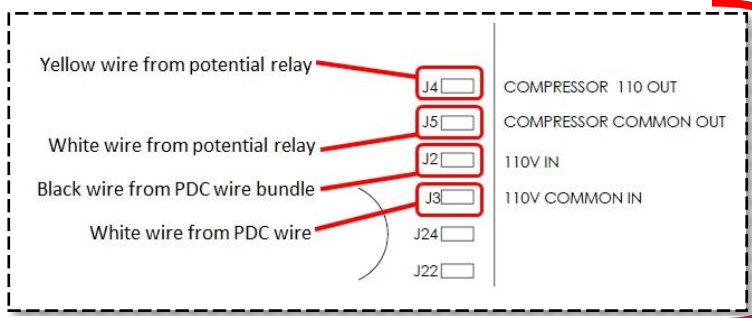 Yellow wire from potential relay
J4 COMPRESSOR 110 OUT
J5 COMPRESSOR COMMON OUT
White wire from potential relay
J2 110V IN
Black wire from PDC wire bundle
J3 110V COMMON IN
White wire from PDC wire
J24
J22